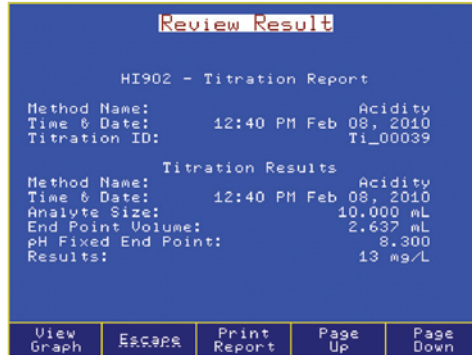 Review Result
HI902 - Titration Report
Method Name: Acidity
Time & Date: 12:40 PM Feb 08, 2010
Titration ID: Ti_00039
Titration Results
Method Name: Acidity
Time & Date: 12:40 PM Feb 08, 2010
Analyte Size: 10.000 mL
End Point Volume: 2.637 mL
pH Fixed End Point: 8.300
Results: 13 mg/L
View Graph Escape Print Report Page Up Page Down